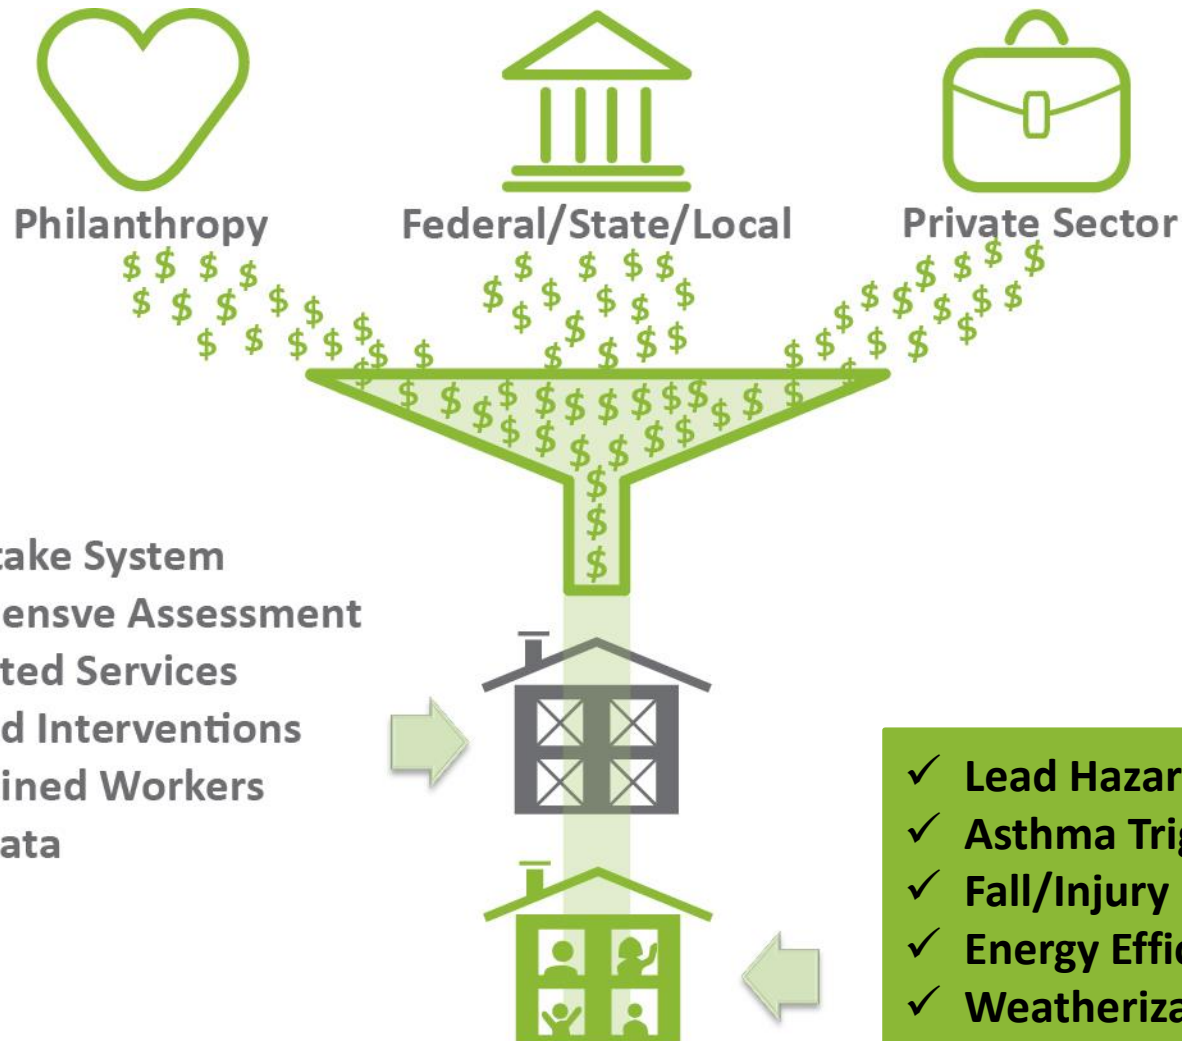 Philanthropy
Federal/State/Local
Private Sector
take System
ensve Assessment
ted Services
d Interventions
ined Workers
ata
✓ Lead Hazar
✓ Asthma Trig
✓ Fall/Injury
✓ Energy Effic
✓ Weatheriza